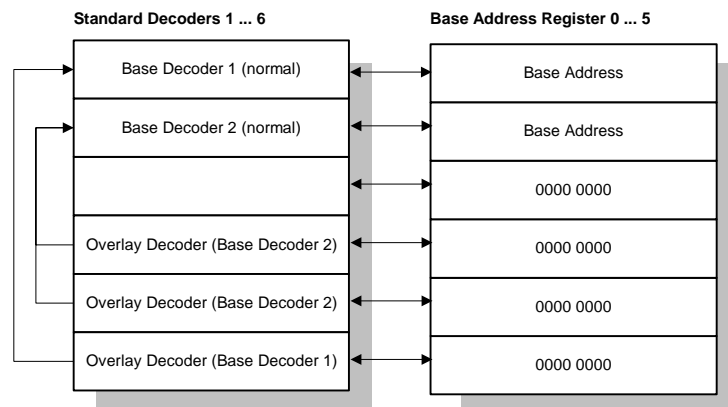 Standard Decoders 1 ... 6
Base Address Register 0 ... 5
Base Decoder 1 (normal)
Base Address
Base Decoder 2 (normal)
Base Address
0000 0000
Overlay Decoder (Base Decoder 2)
0000 0000
Overlay Decoder (Base Decoder 2)
0000 0000
Overlay Decoder (Base Decoder 1)
0000 0000